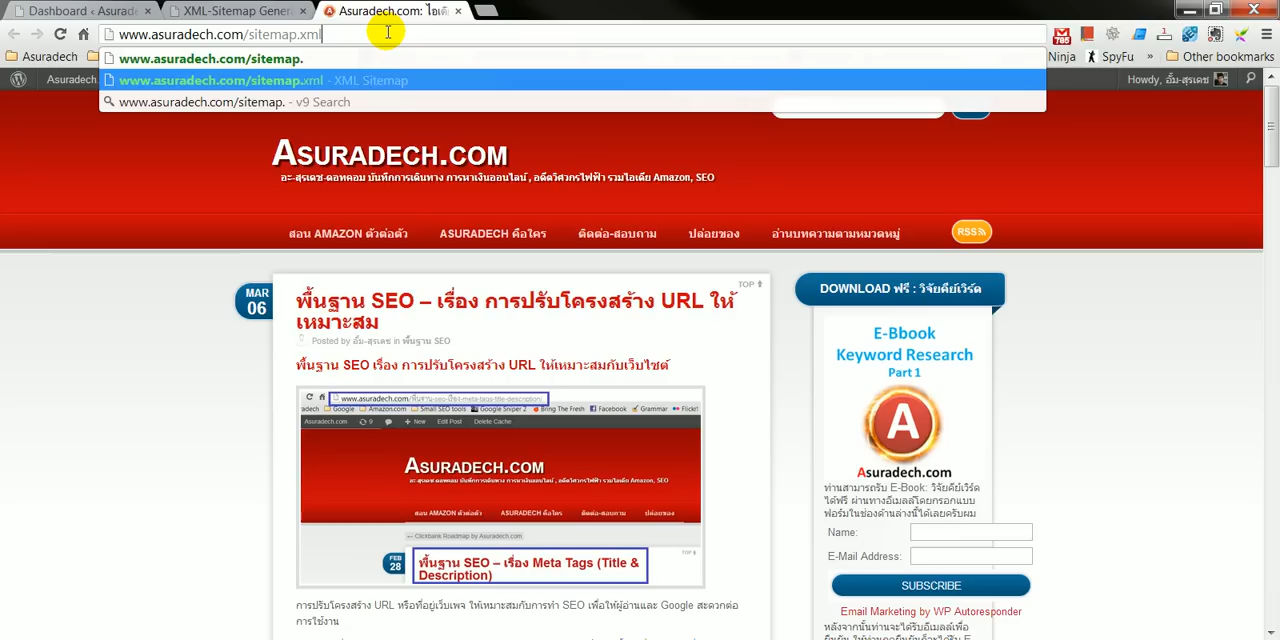 Dashboard ‹ Asurade
XML-Sitemap Gener
Asuradech.com: ไอเดี
www.asuradech.com/sitemap.xml
785
www.asuradech.com/sitemap.
www.asuradech.com/sitemap.xml - XML Sitemap
www.asuradech.com/sitemap. - v9 Search
Asuradech
Ninja
SpyFu
»
Other bookmarks
Asuradech.
Howdy, อั้ม-สุรเดช
ASURADECH.COM
อะ-สุรเดช-ดอทคอม บันทึกการเดินทาง การหาเงินออนไลน์ , อดีตวิศวกรไฟฟ้า รวมไอเดีย Amazon, SEO
สอน AMAZON ตัวต่อตัว
ASURADECH คือใคร
ติดต่อ-สอบถาม
ปล่อยของ
อ่านบทความตามหมวดหมู่
RSS
MAR
06
TOP
พื้นฐาน SEO – เรื่อง การปรับโครงสร้าง URL ให้
เหมาะสม
Posted by อั้ม-สุรเดช in พื้นฐาน SEO
พื้นฐาน SEO เรื่อง การปรับโครงสร้าง URL ให้เหมาะสมกับเว็บไซต์
www.asuradech.com/พื้นฐาน-seo-เรื่อง-meta-tags-title-description/
adech Google Amazon.com Small SEO tools Google Sniper 2 Bring The Fresh Facebook Grammar Flickr!
Asuradech.com 9 + New Edit Post Delete Cache
ASURADECH.COM
อะ-สุรเดช-ดอทคอม บันทึกการเดินทาง การหาเงินออนไลน์ , อดีตวิศวกรไฟฟ้า รวมไอเดีย Amazon, SEO
สอน AMAZON ตัวต่อตัว ASURADECH คือใคร ติดต่อ-สอบถาม ปล่อยของ
← Clickbank Roadmap by Asuradech.com
FEB
28
TOP
พื้นฐาน SEO – เรื่อง Meta Tags (Title &
Description)
การปรับโครงสร้าง URL หรือที่อยู่เว็บเพจ ให้เหมาะสมกับการทำ SEO เพื่อให้ผู้อ่านและ Google สะดวกต่อ
การใช้งาน
DOWNLOAD ฟรี : วิจัยคีย์เวิร์ด
E-Bbook
Keyword Research
Part 1
A
Asuradech.com
ท่านสามารถรับ E-Book: วิจัยคีย์เวิร์ด
ได้ฟรี ผ่านทางอีเมลล์โดยกรอกแบบ
ฟอร์มในช่องด้านล่างนี้ได้เลยครับผม
Name:
E-Mail Address:
SUBSCRIBE
Email Marketing by WP Autoresponder
หลังจากนั้นท่านจะได้รับอีเมลล์เพื่อ